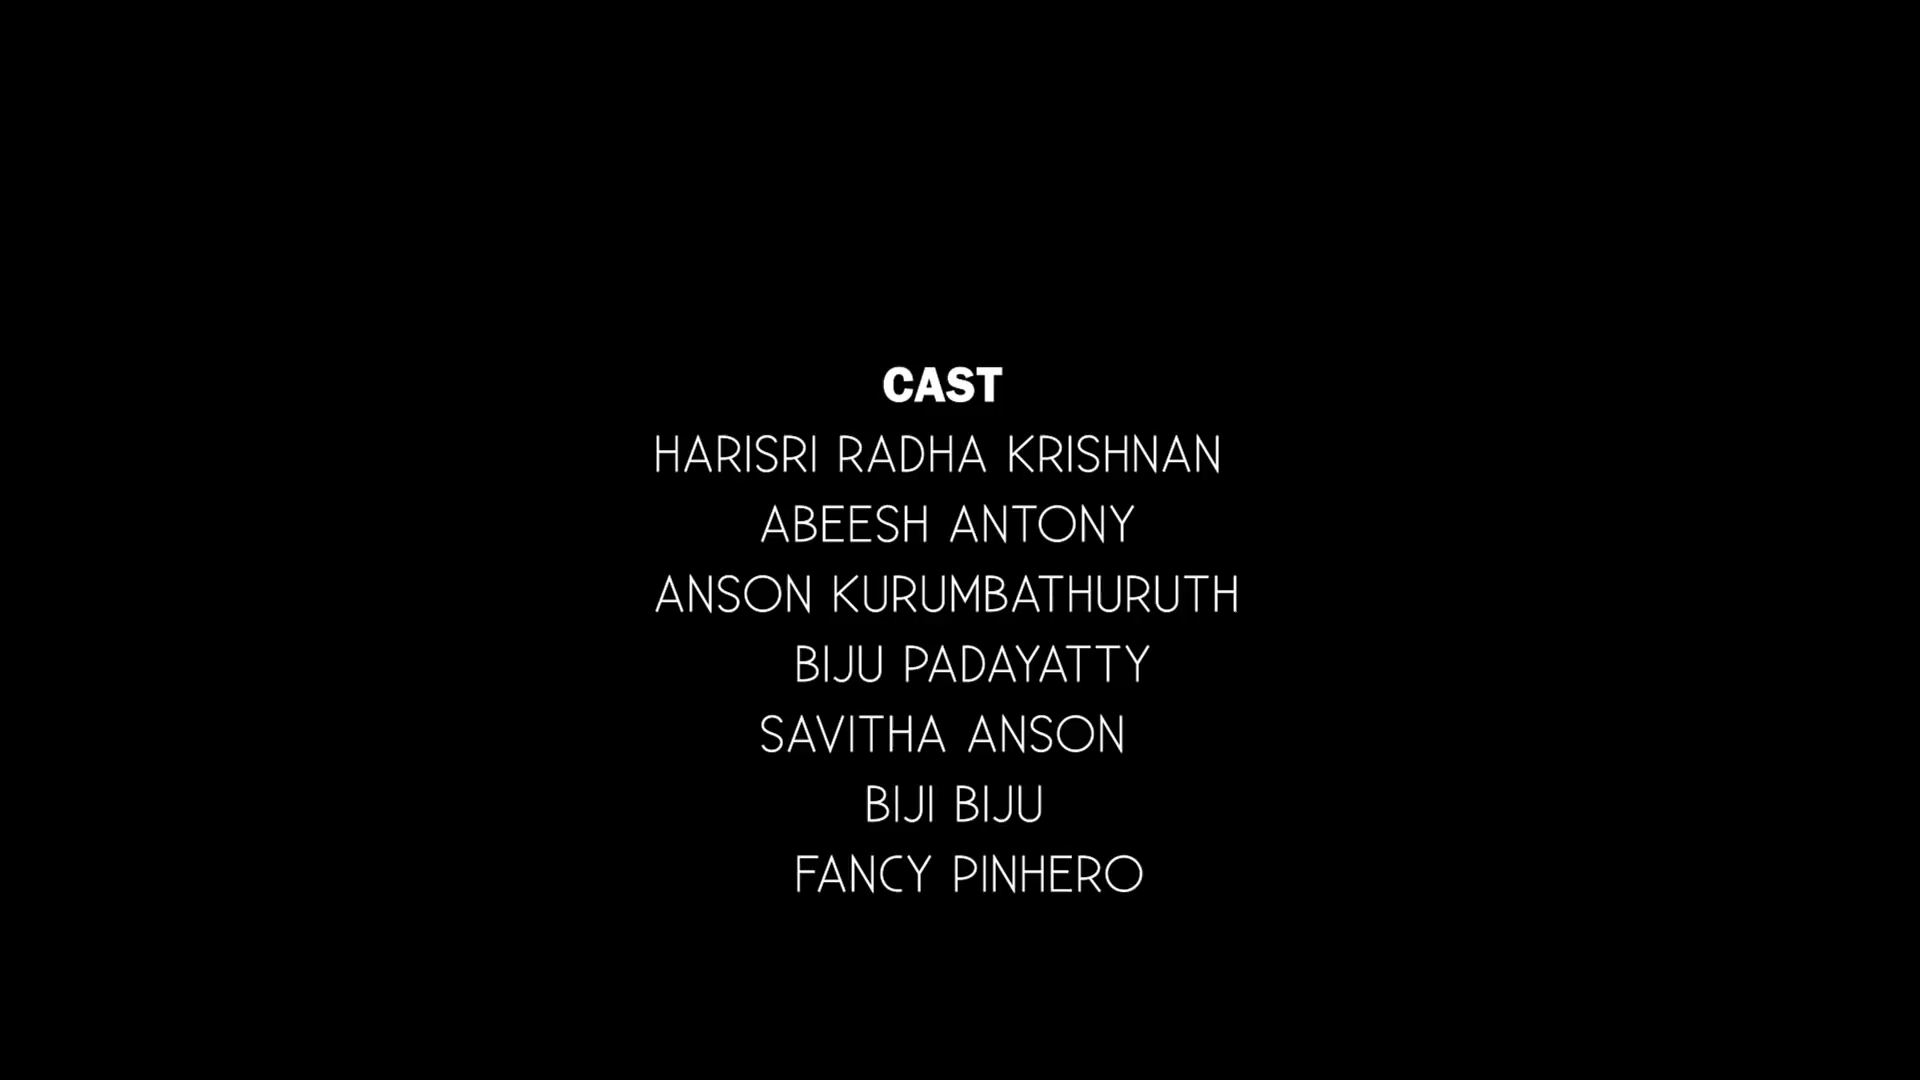 CAST
HARISRI RADHA KRISHNAN
ABEESH ANTONY
ANSON KURUMBATHURUTH
BIJU PADAYATTY
SAVITHA ANSON
BIJI BIJU
FANCY PINHERO